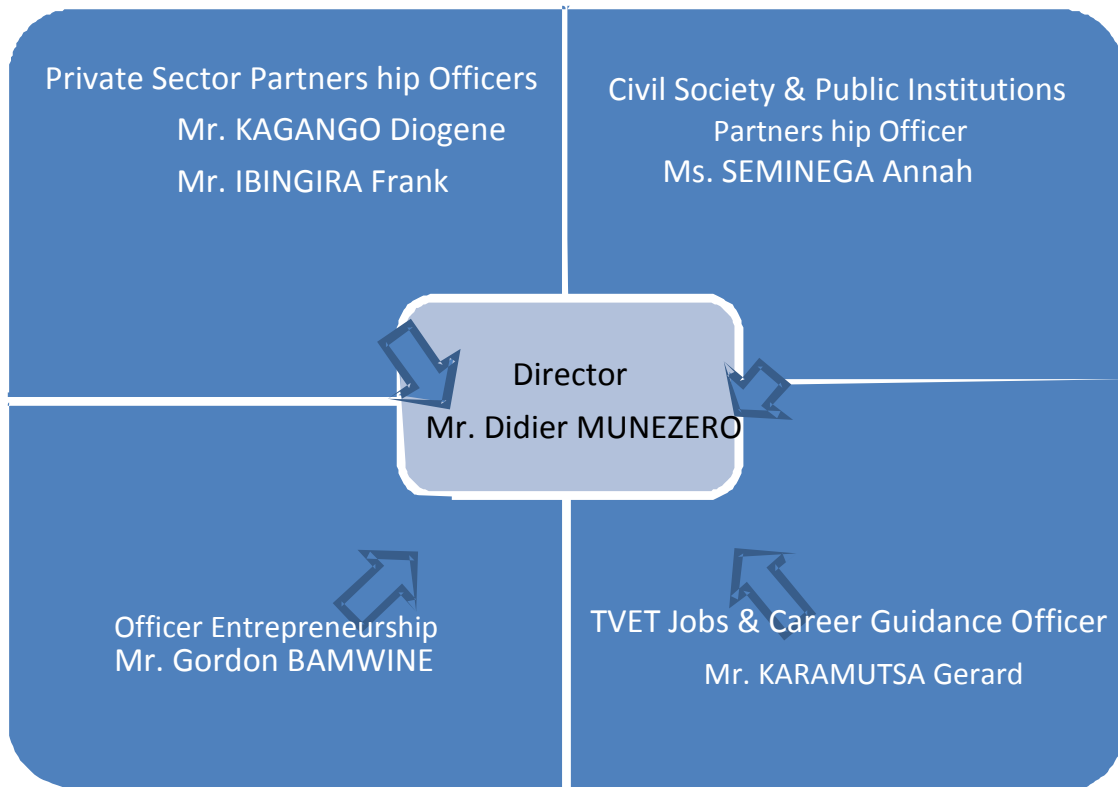 Private Sector Partners hip Officers
Mr. KAGANGO Diogene
Mr. IBINGIRA Frank
Civil Society & Public Institutions
Partners hip Officer
Ms. SEMINEGA Annah
Director
Mr. Didier MUNEZERO
Officer Entrepreneurship
Mr. Gordon BAMWINE
TVET Jobs & Career Guidance Officer
Mr. KARAMUTSA Gerard